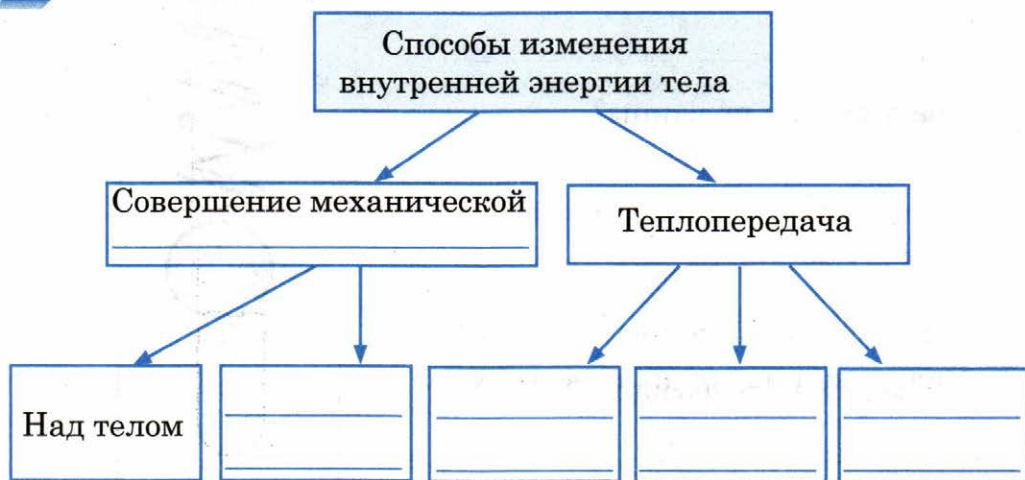 Способы изменения
внутренней энергии тела
Совершение механической
Теплопередача
Над телом